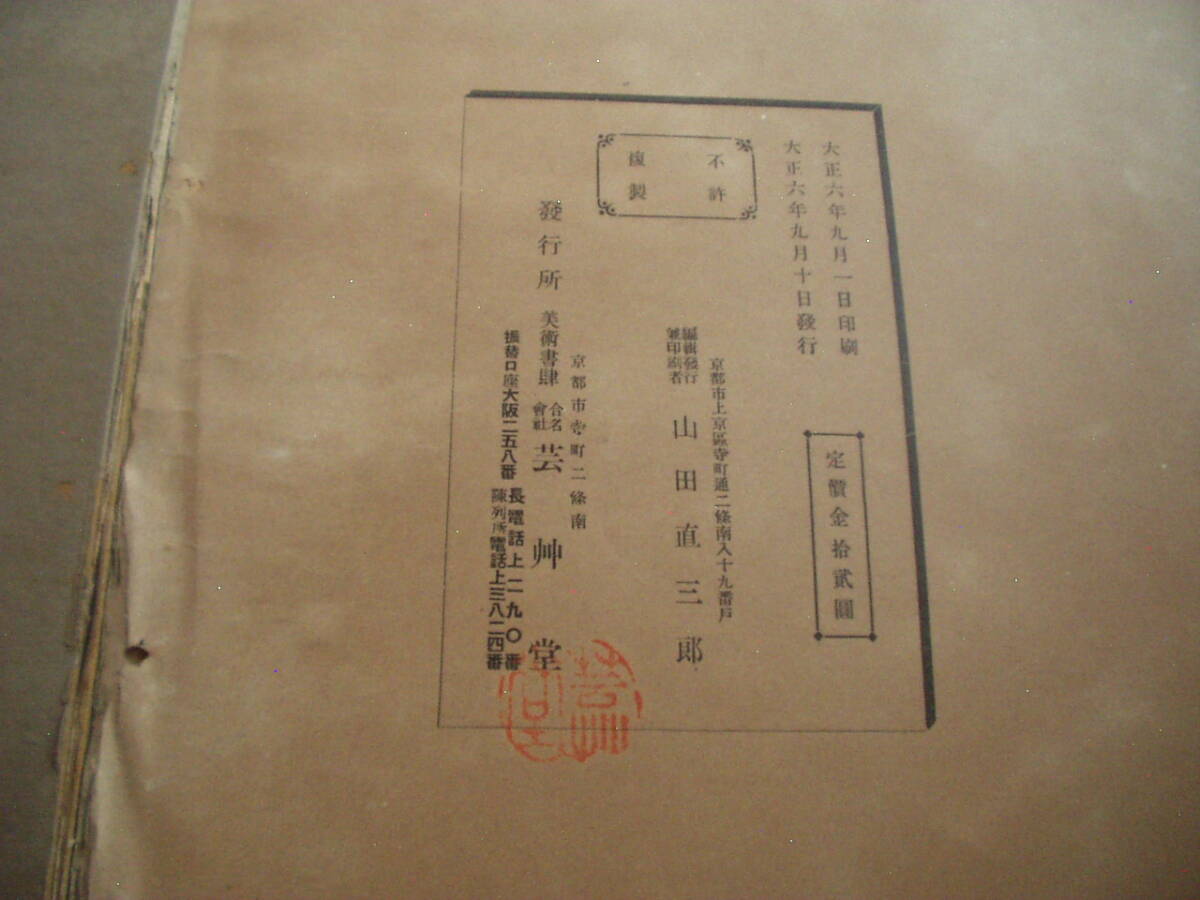 大正六年九月一日印刷
大正六年九月十日發行
定價金拾貳圓
不許
複製
京都市上京區寺町通二條南入十九番戸
編輯發行
兼印刷者
山田直三郎
京都市寺町二條南
發行所 美術書肆 合名會社 芸艸堂
振替口座大阪二五八番
長電話上二一九〇番
陳列所電話上三八二四番
芸艸堂